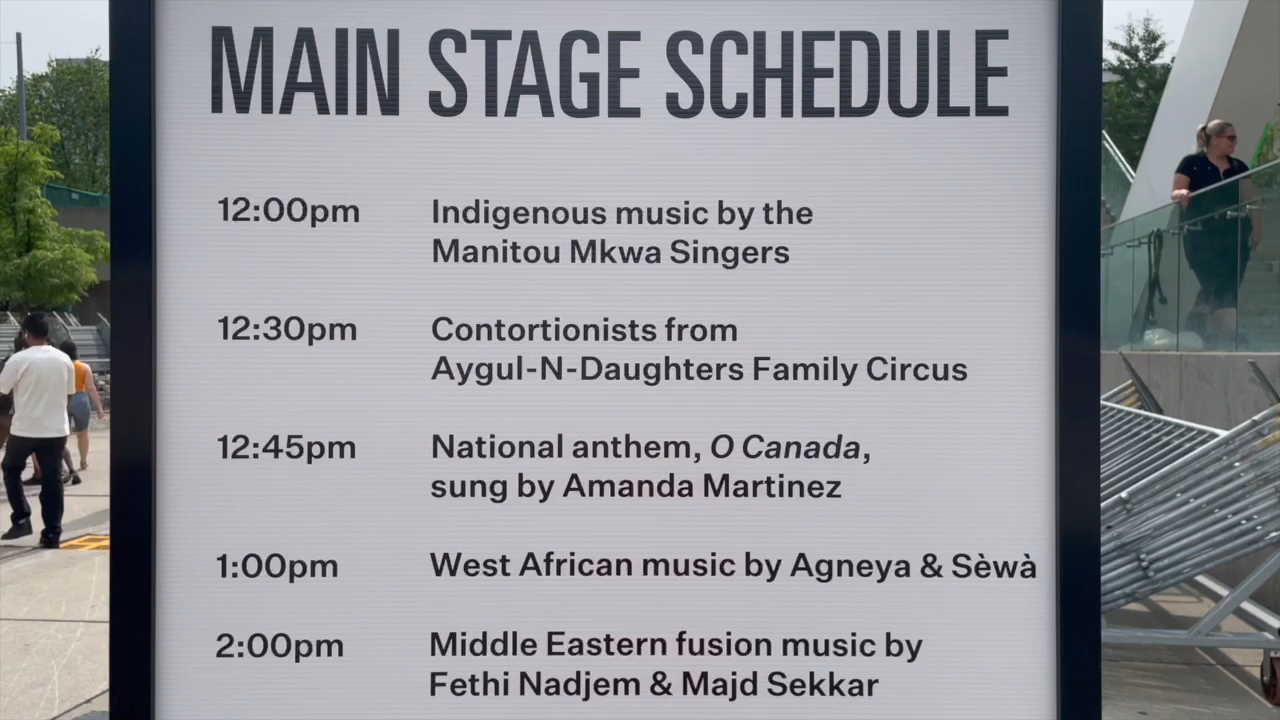 MAIN STAGE SCHEDULE
12:00pm Indigenous music by the
Manitou Mkwa Singers
12:30pm Contortionists from
Aygul-N-Daughters Family Circus
12:45pm National anthem, O Canada,
sung by Amanda Martinez
1:00pm West African music by Agneya & Sèwà
2:00pm Middle Eastern fusion music by
Fethi Nadjem & Majd Sekkar